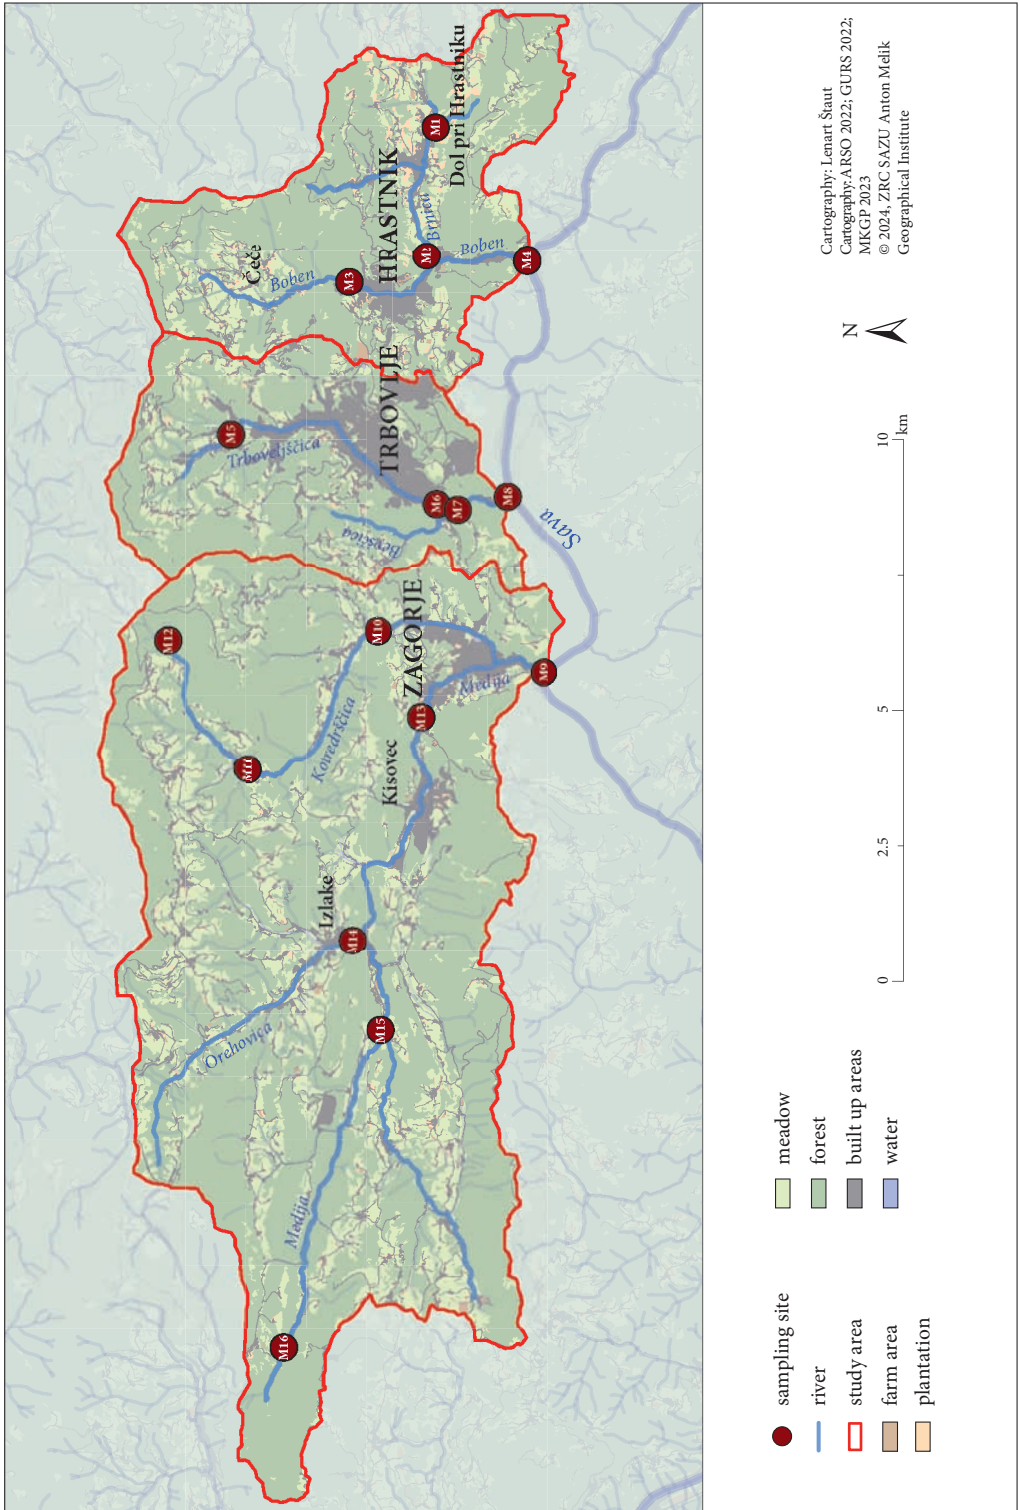 M16
Medija
Orehovica
M15
M14
Izlake
M11
M12
Kotredrščica
Kisovec
M13
M10
ZAGORJE
Medija
M9
M5
Trboveljščica
TRBOVLJE
M6
M7
M8
Sava
Čeče
Boben
M3
HRASTNIK
M2
Brnica
Boben
M4
M1
Dol pri Hrastniku
sampling site
river
study area
farm area
plantation
meadow
forest
built up areas
water
0
2.5
5
10
km
N
Cartography: Lenart Štaut
Cartography: ARSO 2022; GURS 2022;
MKGP 2023
© 2024, ZRC SAZU Anton Melik
Geographical Institute